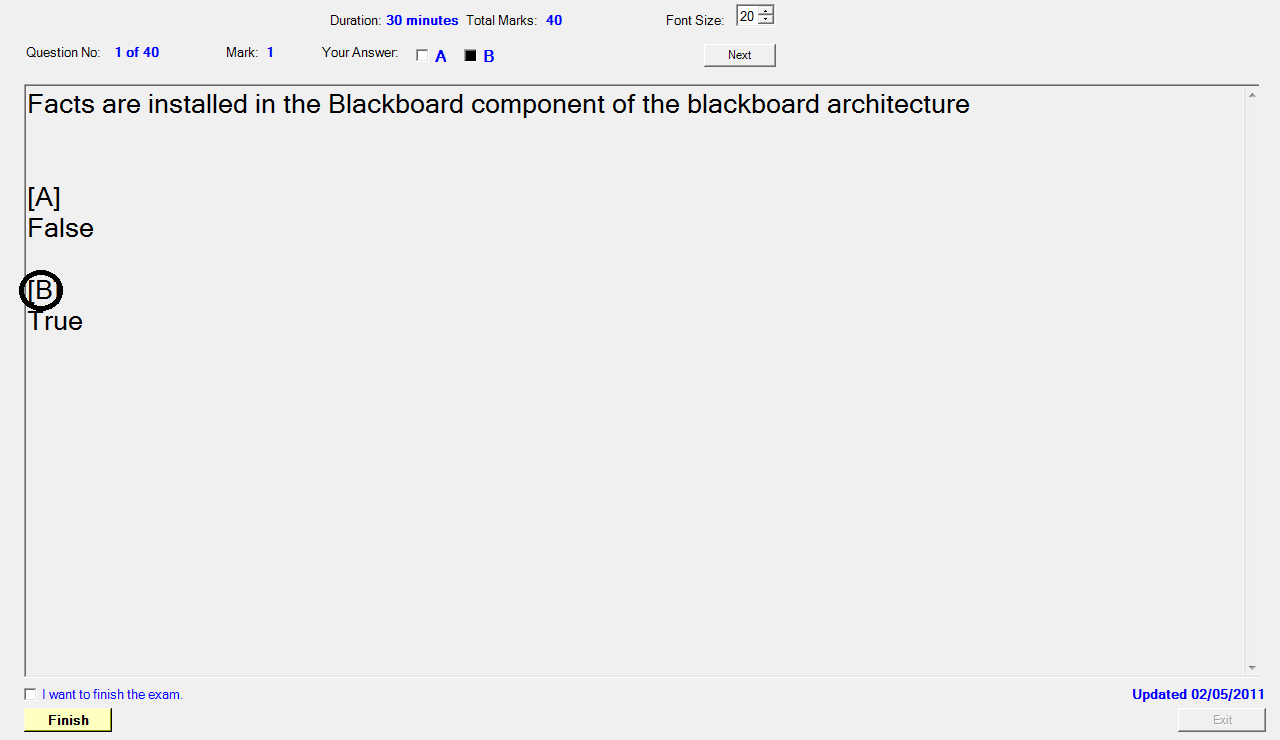 Duration: 30 minutes Total Marks: 40 Font Size: 20
Question No: 1 of 40 Mark: 1 Your Answer: A B Next
Facts are installed in the Blackboard component of the blackboard architecture
[A]
False
[B]
True
I want to finish the exam. Updated 02/05/2011
Finish Exit